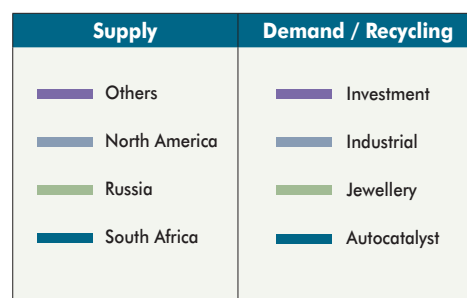 Supply
Demand / Recycling
Others
Investment
North America
Industrial
Russia
Jewellery
South Africa
Autocatalyst